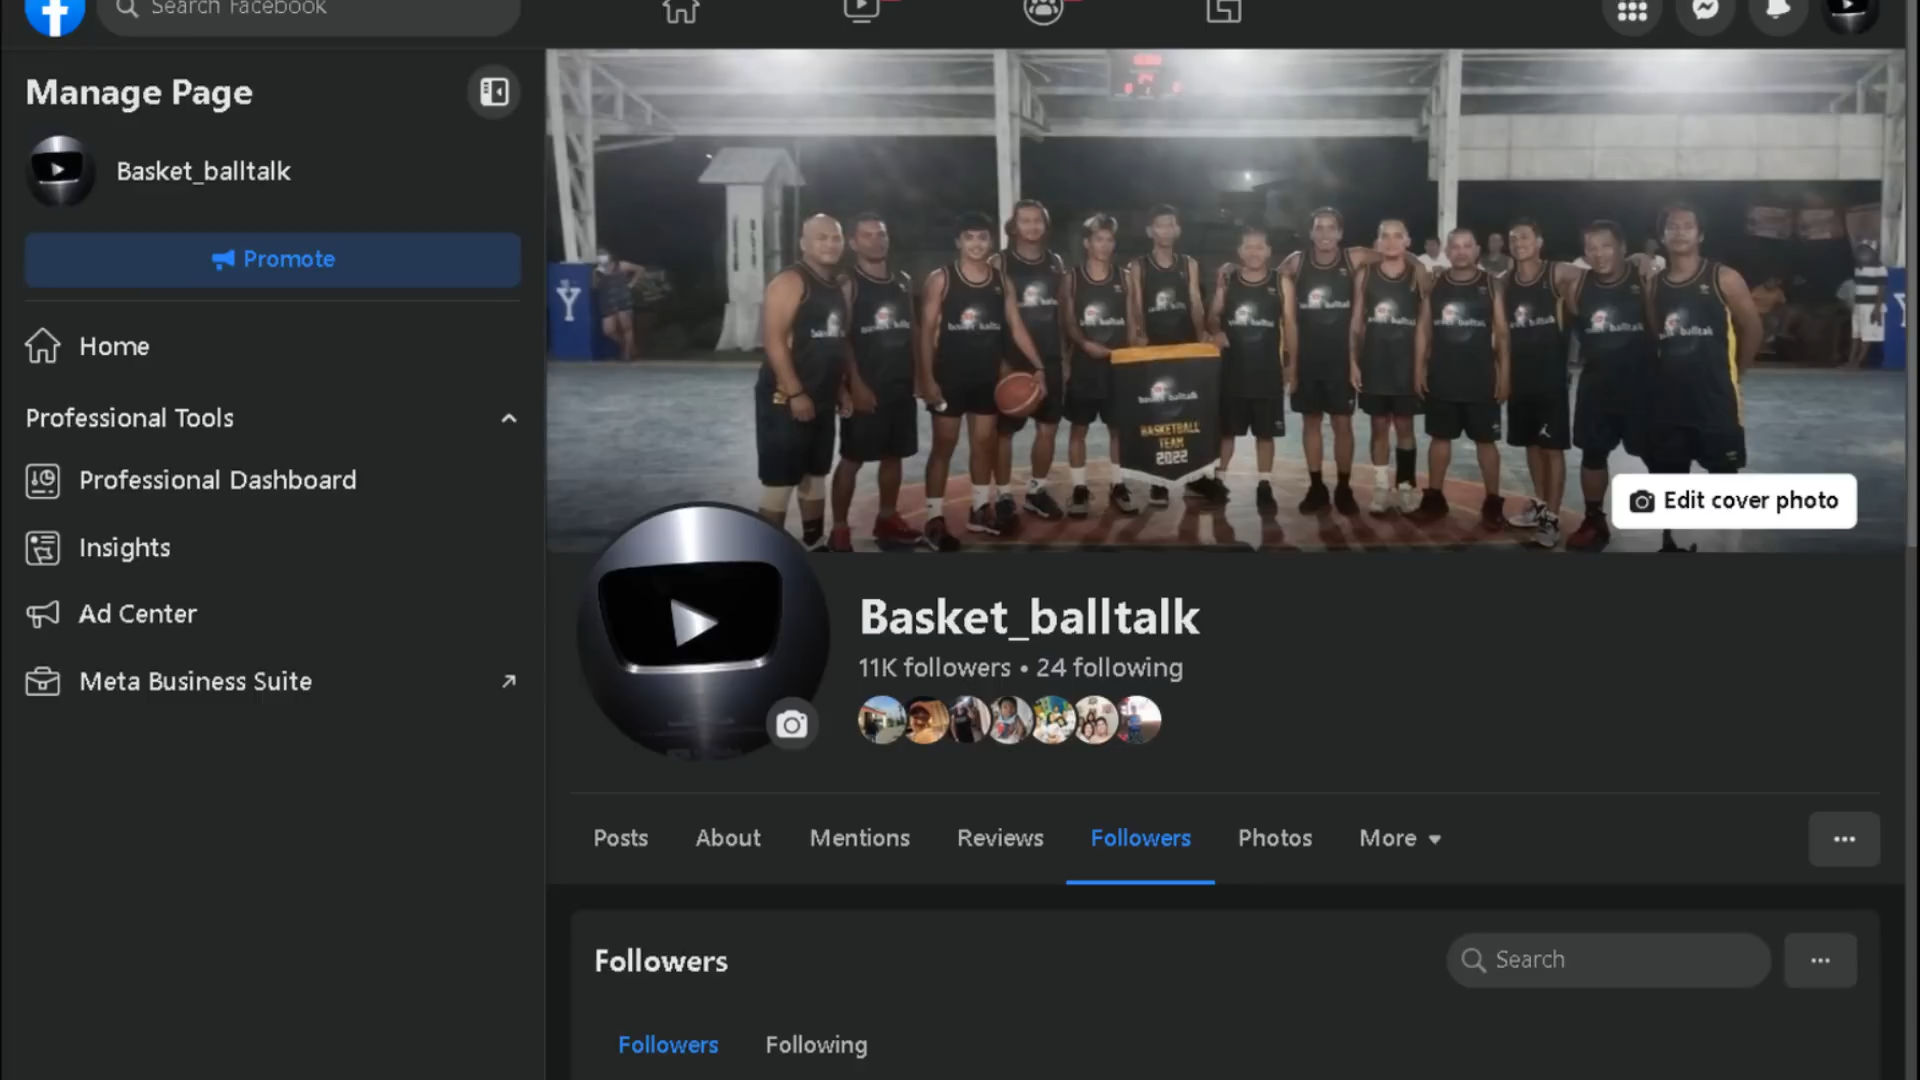 Search Facebook
Manage Page
Basket_balltalk
Promote
Home
Professional Tools
Professional Dashboard
Insights
Ad Center
Meta Business Suite
Y
BASKETBALL
TEAM
2022
Edit cover photo
Basket_balltalk
11K followers • 24 following
Posts About Mentions Reviews Followers Photos More
Followers
Search
Followers Following